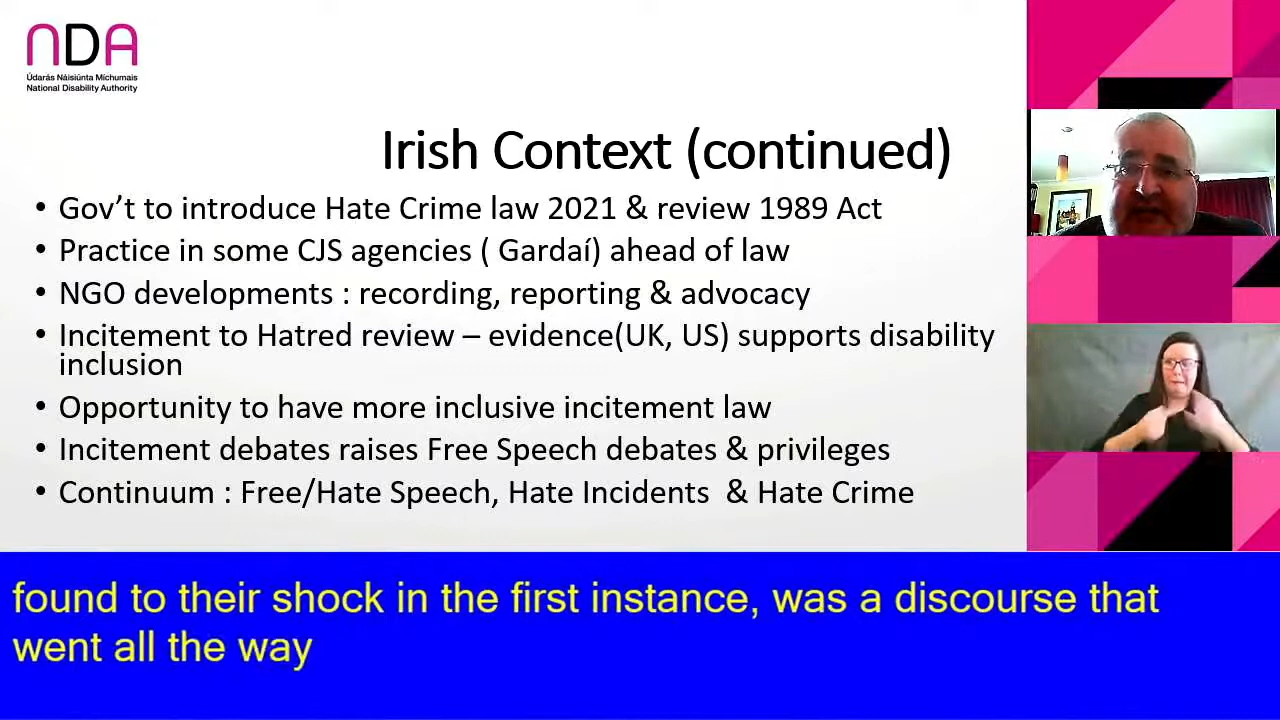 NDA
Údarás Náisiúnta Míchumais
National Disability Authority
Irish Context (continued)
• Gov't to introduce Hate Crime law 2021 & review 1989 Act
• Practice in some CJS agencies ( Gardaí) ahead of law
• NGO developments : recording, reporting & advocacy
• Incitement to Hatred review – evidence(UK, US) supports disability
inclusion
• Opportunity to have more inclusive incitement law
• Incitement debates raises Free Speech debates & privileges
• Continuum : Free/Hate Speech, Hate Incidents & Hate Crime
found to their shock in the first instance, was a discourse that
went all the way